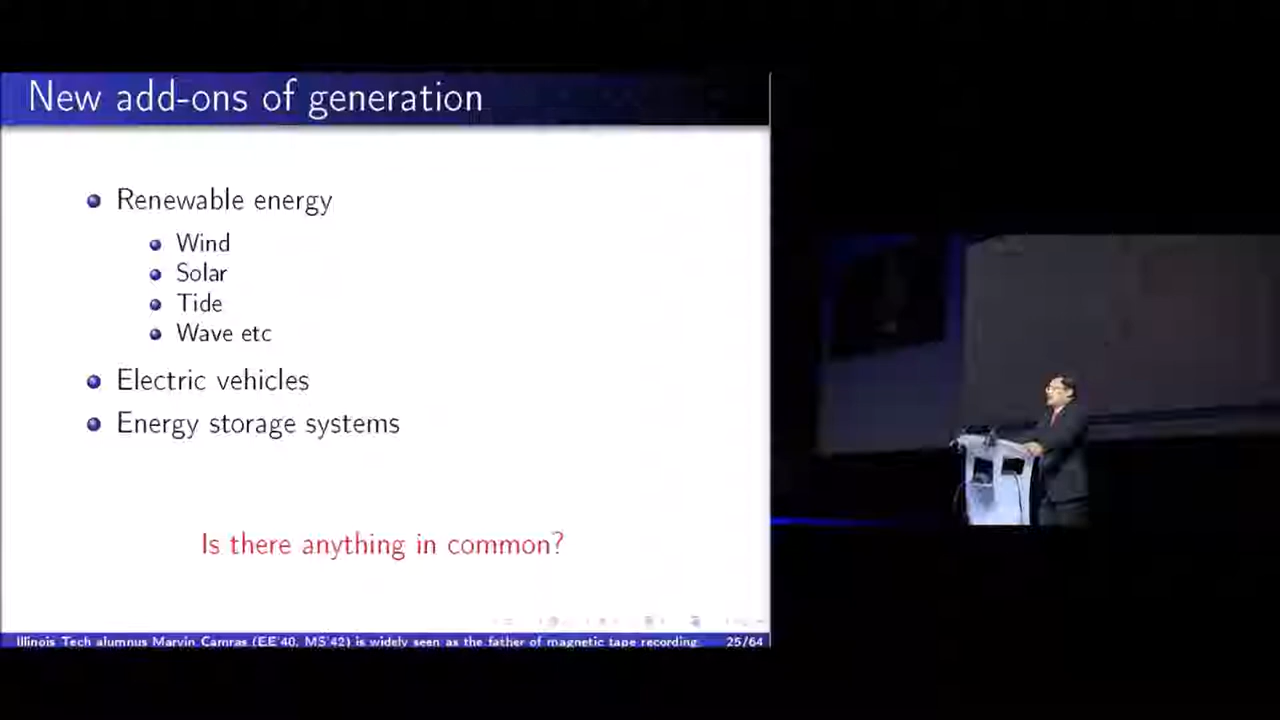 New add-ons of generation
Renewable energy
Wind
Solar
Tide
Wave etc
Electric vehicles
Energy storage systems
Is there anything in common?
Illinois Tech alumnus Marvin Camras (EE'40, MS'42) is widely seen as the father of magnetic tape recording 25/64